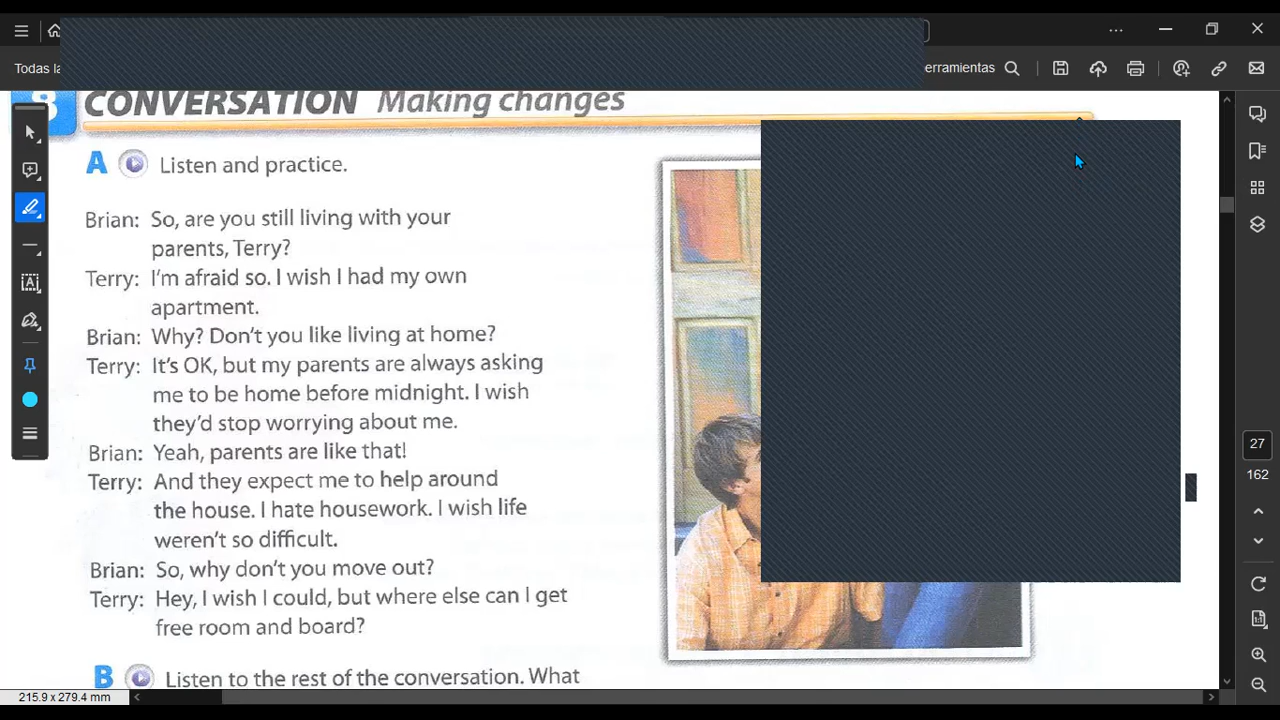 Todas la
erramientas
8 CONVERSATION Making changes
A Listen and practice.
Brian: So, are you still living with your
parents, Terry?
Terry: I'm afraid so. I wish I had my own
apartment.
Brian: Why? Don't you like living at home?
Terry: It's OK, but my parents are always asking
me to be home before midnight. I wish
they'd stop worrying about me.
Brian: Yeah, parents are like that!
Terry: And they expect me to help around
the house. I hate housework. I wish life
weren't so difficult.
Brian: So, why don't you move out?
Terry: Hey, I wish I could, but where else can I get
free room and board?
B Listen to the rest of the conversation. What
27
162
215.9 x 279.4 mm